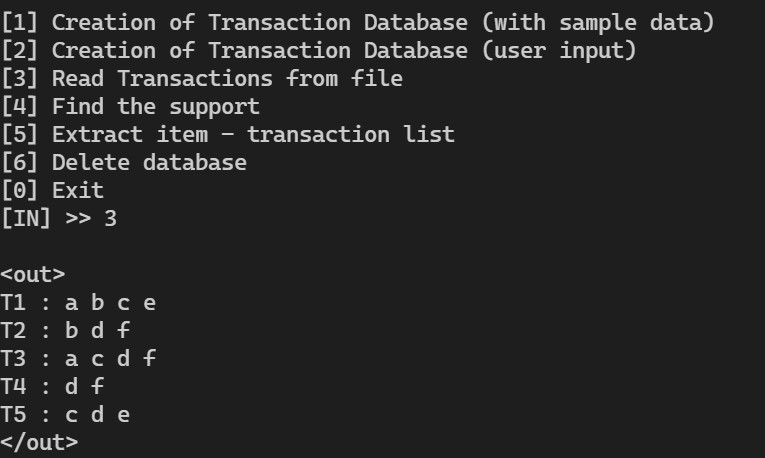 [1] Creation of Transaction Database (with sample data)
[2] Creation of Transaction Database (user input)
[3] Read Transactions from file
[4] Find the support
[5] Extract item - transaction list
[6] Delete database
[0] Exit
[IN] >> 3

<out>
T1 : a b c e
T2 : b d f
T3 : a c d f
T4 : d f
T5 : c d e
</out>